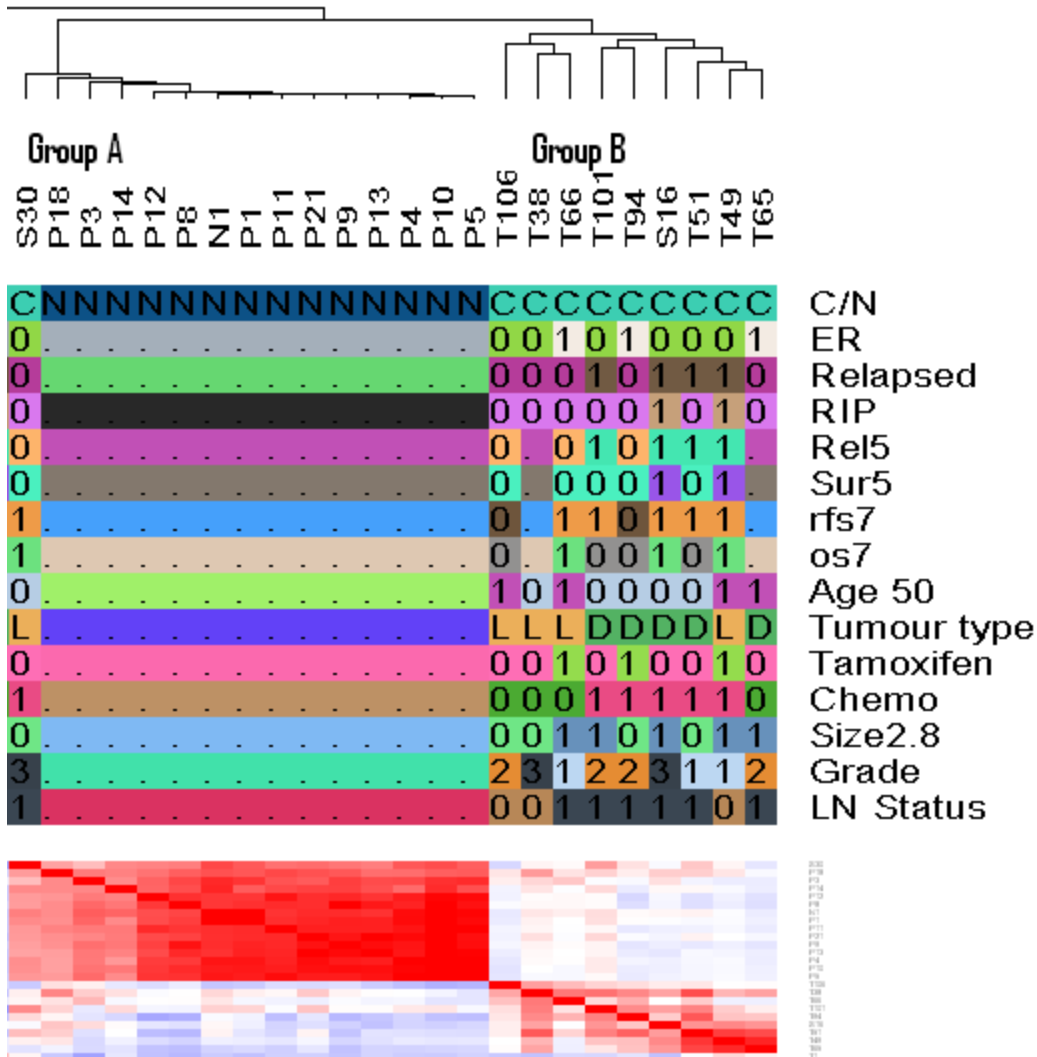 Group A Group B
S30 P18 P3 P14 P12 P8 N1 P1 P11 P21 P9 P13 P4 P10 P5 T106 T38 T66 T101 T94 S16 T51 T49 T65
C N N N N N N N N N N N N N N C C C C C C C C C C/N
0 . . . . . . . . . . . . . . 0 0 1 0 1 0 0 0 1 ER
0 . . . . . . . . . . . . . . 0 0 0 1 0 1 1 1 0 Relapsed
0 . . . . . . . . . . . . . . 0 0 0 0 0 1 0 1 0 RIP
0 . . . . . . . . . . . . . . 0 . 0 1 0 1 1 1 . Rel5
0 . . . . . . . . . . . . . . 0 . 0 0 0 1 0 1 . Sur5
1 . . . . . . . . . . . . . . 0 . 1 1 0 1 1 1 . rfs7
1 . . . . . . . . . . . . . . 0 . 1 0 0 1 0 1 . os7
0 . . . . . . . . . . . . . . 1 0 1 0 0 0 0 1 1 Age 50
L . . . . . . . . . . . . . . L L L D D D D L D Tumour type
0 . . . . . . . . . . . . . . 0 0 1 0 1 0 0 1 0 Tamoxifen
1 . . . . . . . . . . . . . . 0 0 0 1 1 1 1 1 0 Chemo
0 . . . . . . . . . . . . . . 0 0 1 1 0 1 0 1 1 Size2.8
3 . . . . . . . . . . . . . . 2 3 1 2 2 3 1 1 2 Grade
1 . . . . . . . . . . . . . . 0 0 1 1 1 1 1 0 1 LN Status